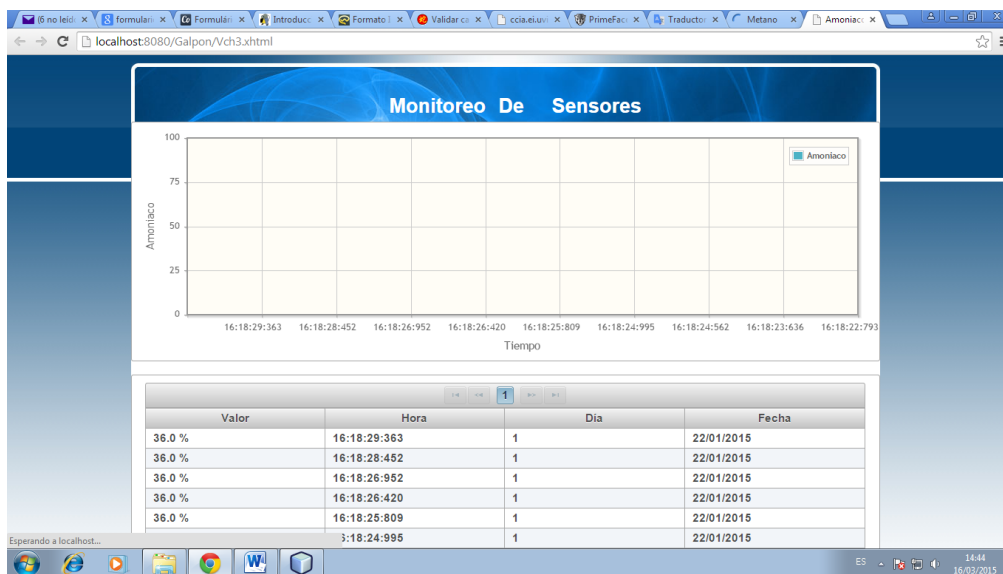 (6 no leíd
formulari
Formulári
Introducc
Formato I
Validar ca
ccia.ei.uvi
PrimeFac
Traductor
Metano
Amoniaco
localhost:8080/Galpon/Vch3.xhtml
Monitoreo De Sensores
100
75
50
25
0
Amoniaco
Amoniaco
16:18:29:363 16:18:28:452 16:18:26:952 16:18:26:420 16:18:25:809 16:18:24:995 16:18:24:562 16:18:23:636 16:18:22:793
Tiempo
1
Valor Hora Dia Fecha
36.0 % 16:18:29:363 1 22/01/2015
36.0 % 16:18:28:452 1 22/01/2015
36.0 % 16:18:26:952 1 22/01/2015
36.0 % 16:18:26:420 1 22/01/2015
36.0 % 16:18:25:809 1 22/01/2015
:18:24:995 1 22/01/2015
Esperando a localhost...
ES
14:44
16/03/2015